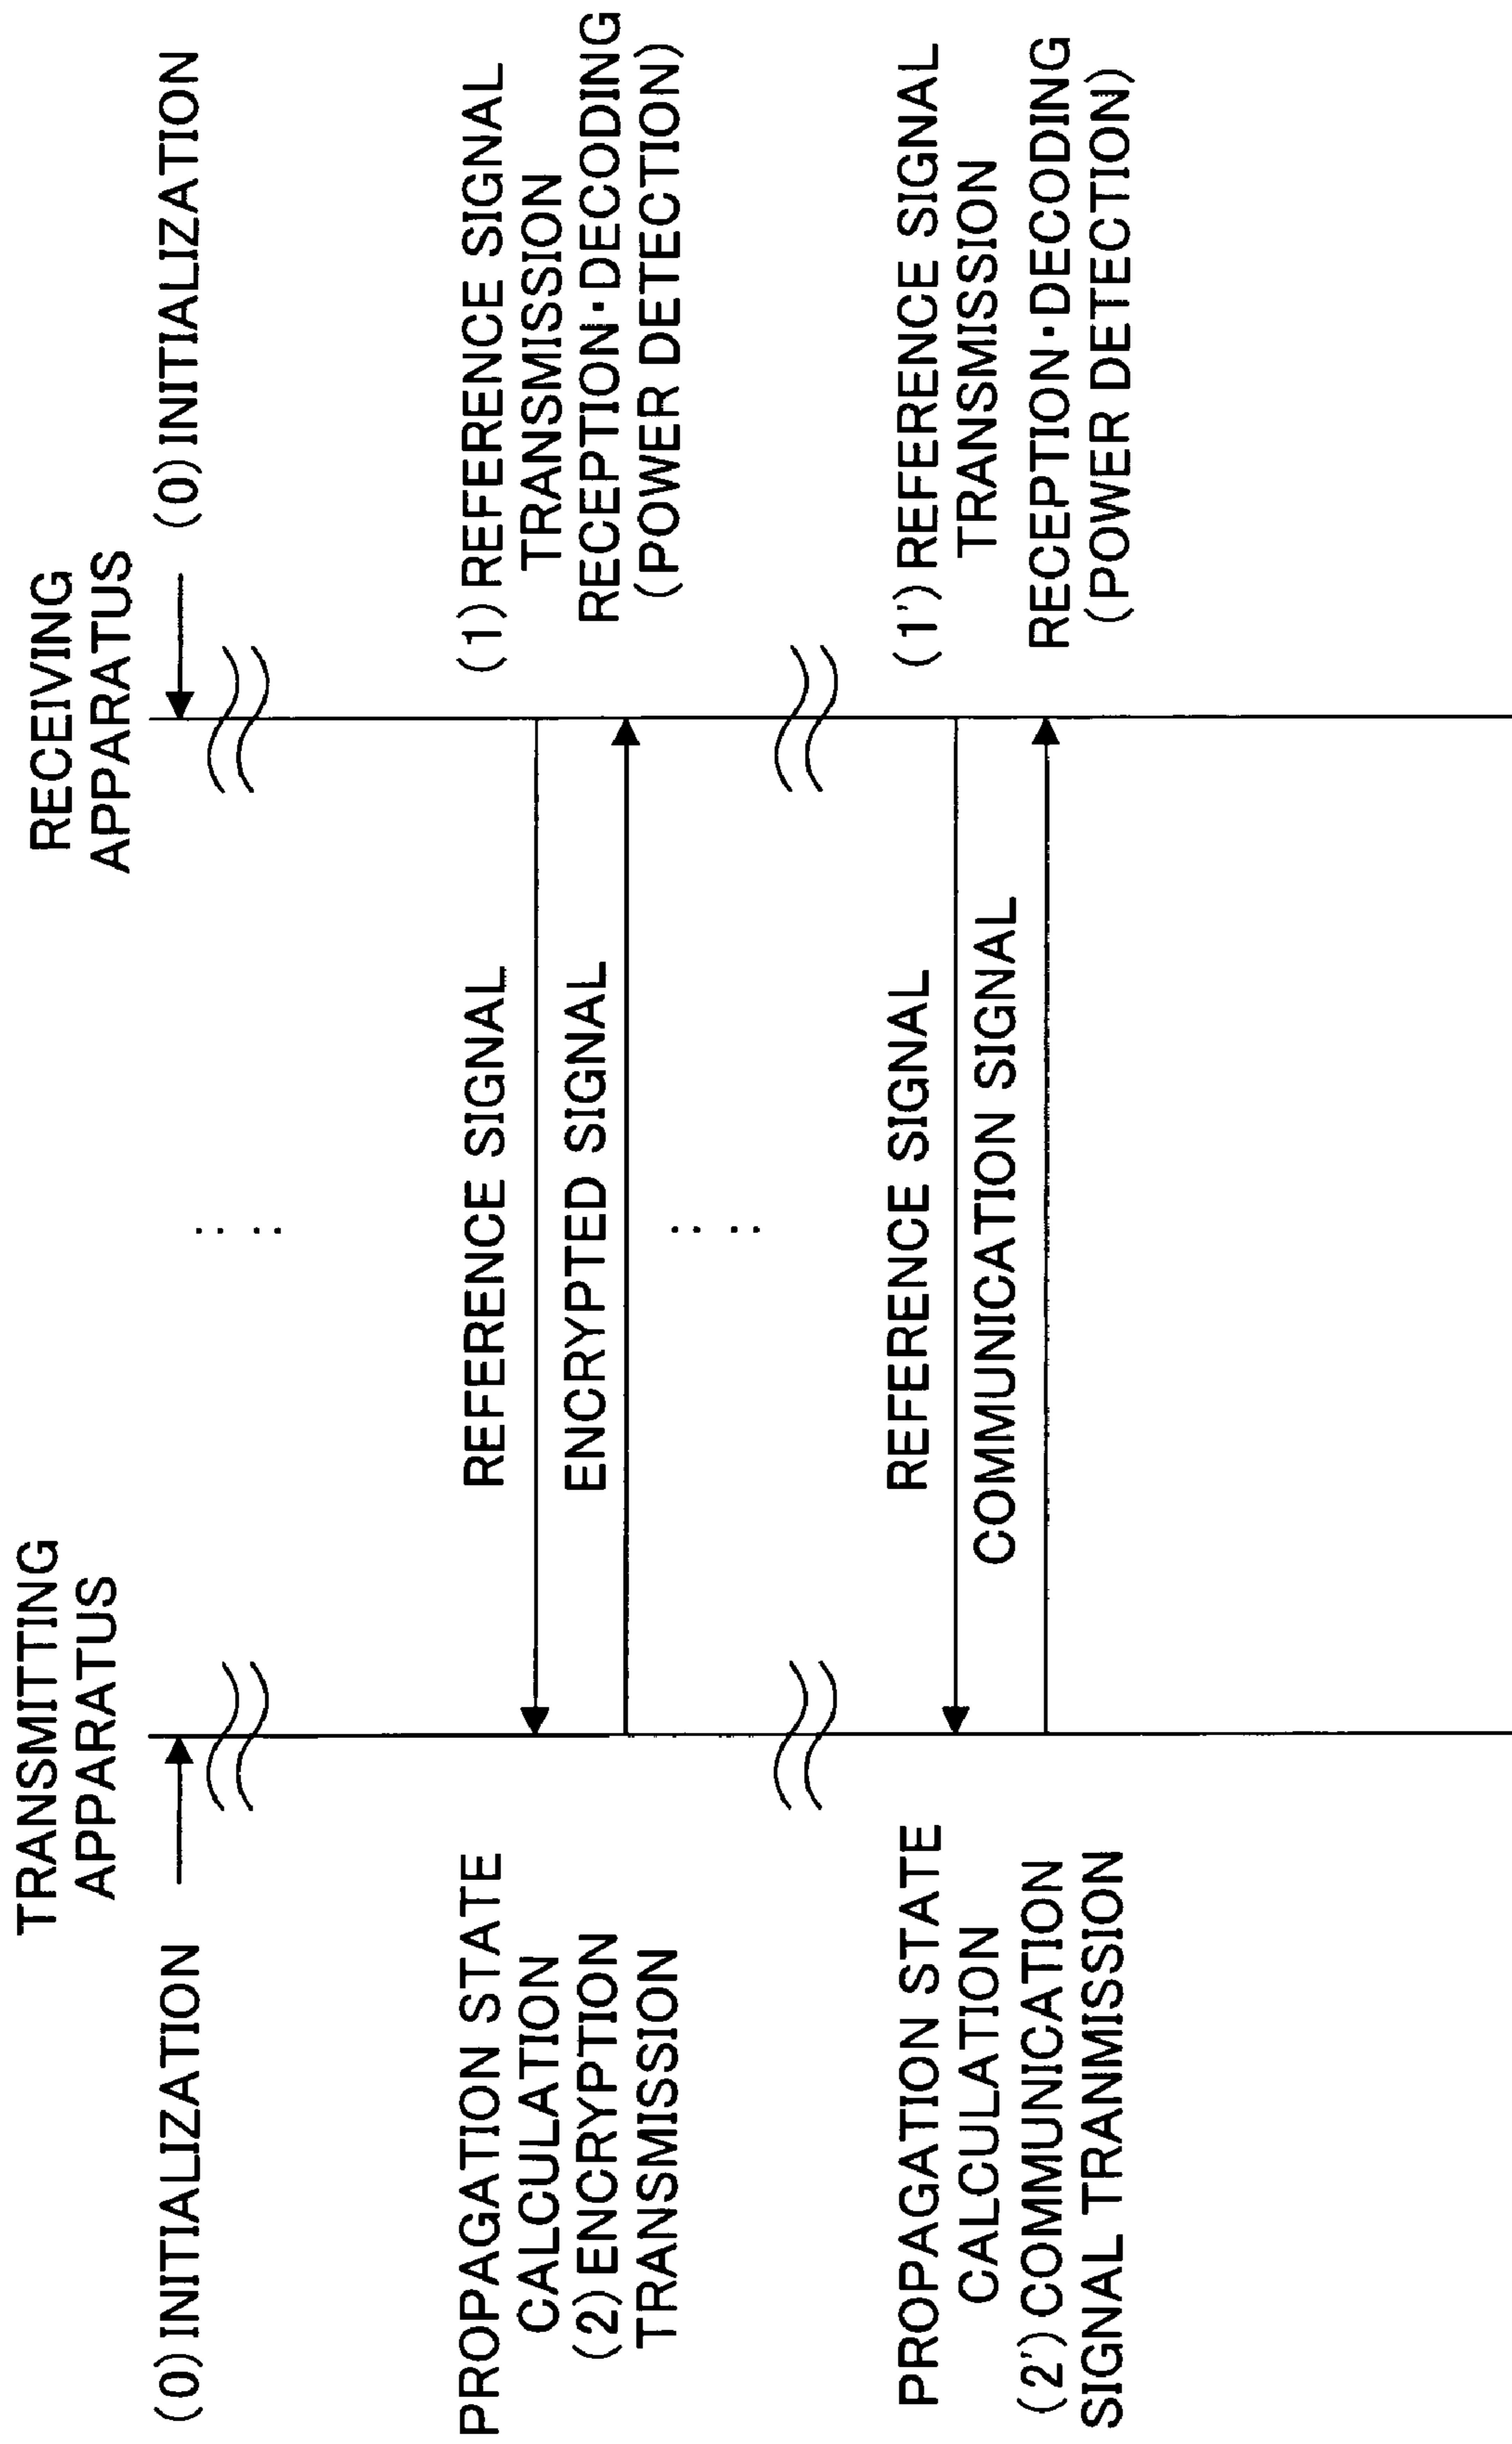 TRANSMITTING
APPARATUS
RECEIVING
APPARATUS
(0) INITIALIZATION
(0) INITIALIZATION
PROPAGATION STATE
CALCULATION
(2) ENCRYPTION
TRANSMISSION
REFERENCE SIGNAL
ENCRYPTED SIGNAL
(1) REFERENCE SIGNAL
TRANSMISSION
RECEPTION·DECODING
(POWER DETECTION)
PROPAGATION STATE
CALCULATION
(2') COMMUNICATION
SIGNAL TRANMISSION
REFERENCE SIGNAL
COMMUNICATION SIGNAL
(1') REFERENCE SIGNAL
TRANSMISSION
RECEPTION·DECODING
(POWER DETECTION)